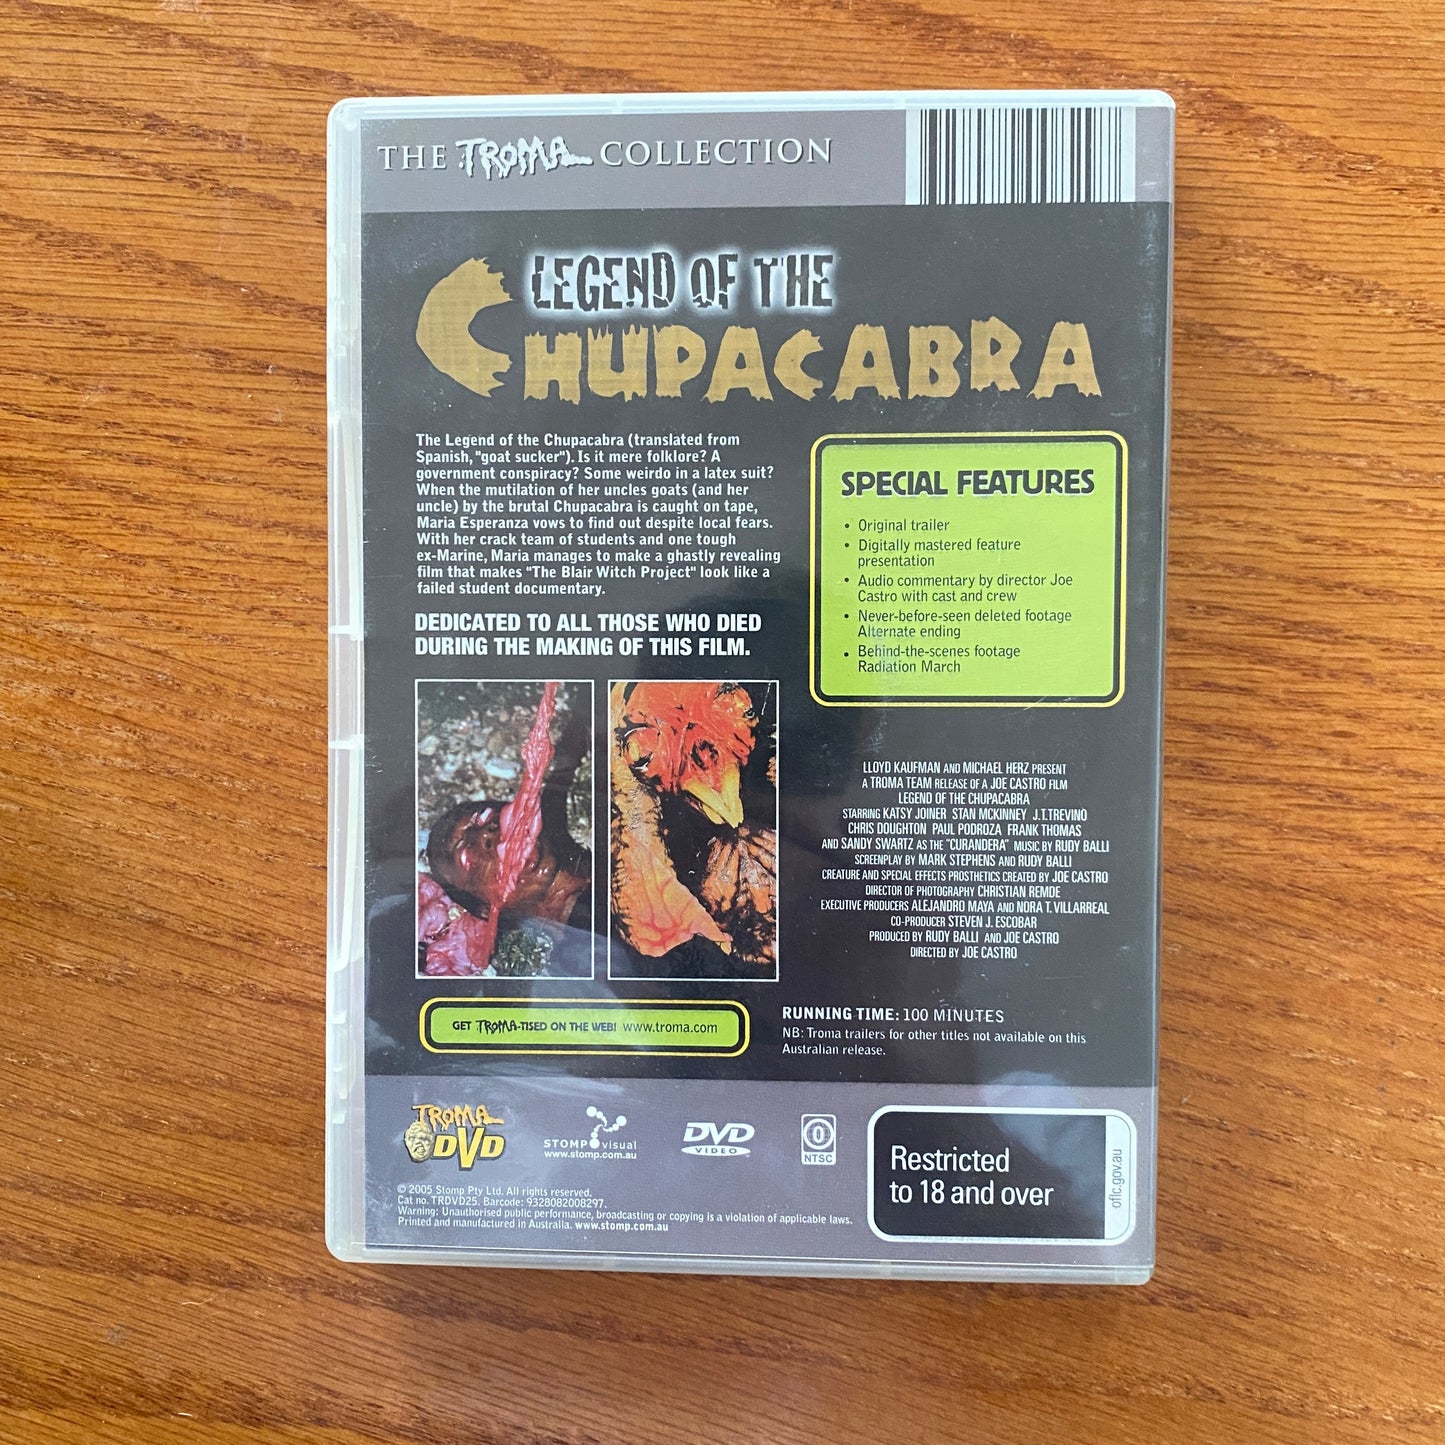 THE TROMA COLLECTION
LEGEND OF THE
CHUPACABRA
The Legend of the Chupacabra (translated from
Spanish, "goat sucker"). Is it mere folklore? A
government conspiracy? Some weirdo in a latex suit?
When the mutilation of her uncles goats (and her
uncle) by the brutal Chupacabra is caught on tape,
Maria Esperanza vows to find out despite local fears.
With her crack team of students and one tough
ex-Marine, Maria manages to make a ghastly revealing
film that makes "The Blair Witch Project" look like a
failed student documentary.
DEDICATED TO ALL THOSE WHO DIED
DURING THE MAKING OF THIS FILM.
SPECIAL FEATURES
• Original trailer
• Digitally mastered feature
presentation
• Audio commentary by director Joe
Castro with cast and crew
• Never-before-seen deleted footage
Alternate ending
• Behind-the-scenes footage
Radiation March
LLOYD KAUFMAN AND MICHAEL HERZ PRESENT
A TROMA TEAM RELEASE OF A JOE CASTRO FILM
LEGEND OF THE CHUPACABRA
STARRING KATSY JOINER STAN MCKINNEY J.T.TREVINO
CHRIS DOUGHTON PAUL PODROZA FRANK THOMAS
AND SANDY SWARTZ AS THE "CURANDERA" MUSIC BY RUDY BALLI
SCREENPLAY BY MARK STEPHENS AND RUDY BALLI
CREATURE AND SPECIAL EFFECTS PROSTHETICS CREATED BY JOE CASTRO
DIRECTOR OF PHOTOGRAPHY CHRISTIAN REMDE
EXECUTIVE PRODUCERS ALEJANDRO MAYA AND NORA T. VILLARREAL
CO-PRODUCER STEVEN J. ESCOBAR
PRODUCED BY RUDY BALLI AND JOE CASTRO
DIRECTED BY JOE CASTRO
GET TROMA-TISED ON THE WEB! www.troma.com
RUNNING TIME: 100 MINUTES
NB: Troma trailers for other titles not available on this
Australian release.
TROMA
DVD
STOMP visual
www.stomp.com.au
DVD
VIDEO
0
NTSC
Restricted
to 18 and over
oflc.gov.au
© 2005 Stomp Pty Ltd. All rights reserved.
Cat no. TRDVD25. Barcode: 9328082008297.
Warning: Unauthorised public performance, broadcasting or copying is a violation of applicable laws.
Printed and manufactured in Australia. www.stomp.com.au